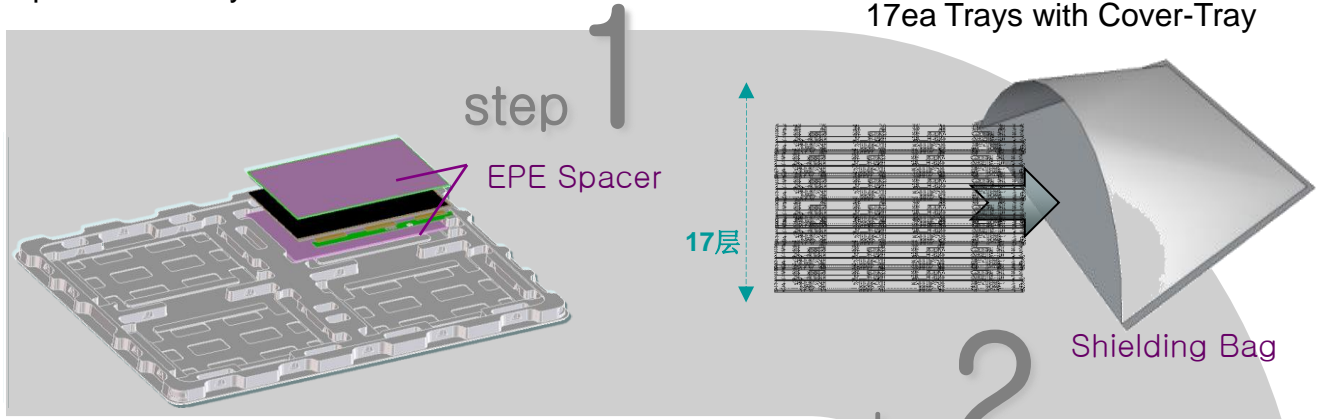 17ea Trays with Cover-Tray
step 1
EPE Spacer
17层
Shielding Bag
2